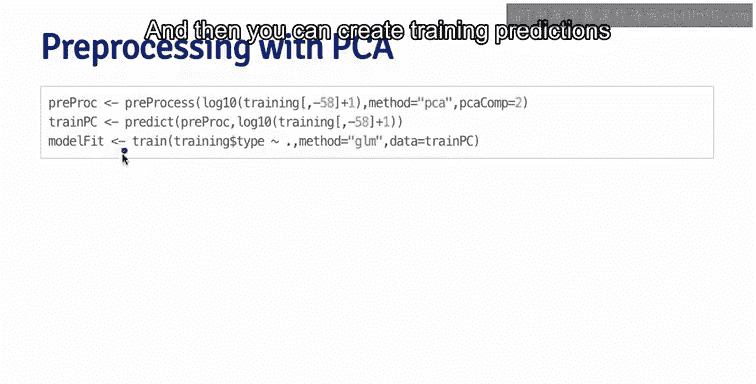 And then you can create training predictions
Preprocessing with PCA
preProc <- preProcess(log10(training[,-58]+1),method="pca",pcaComp=2)
trainPC <- predict(preProc,log10(training[,-58]+1))
modelFit <- train(training$type ~ .,method="glm",data=trainPC)